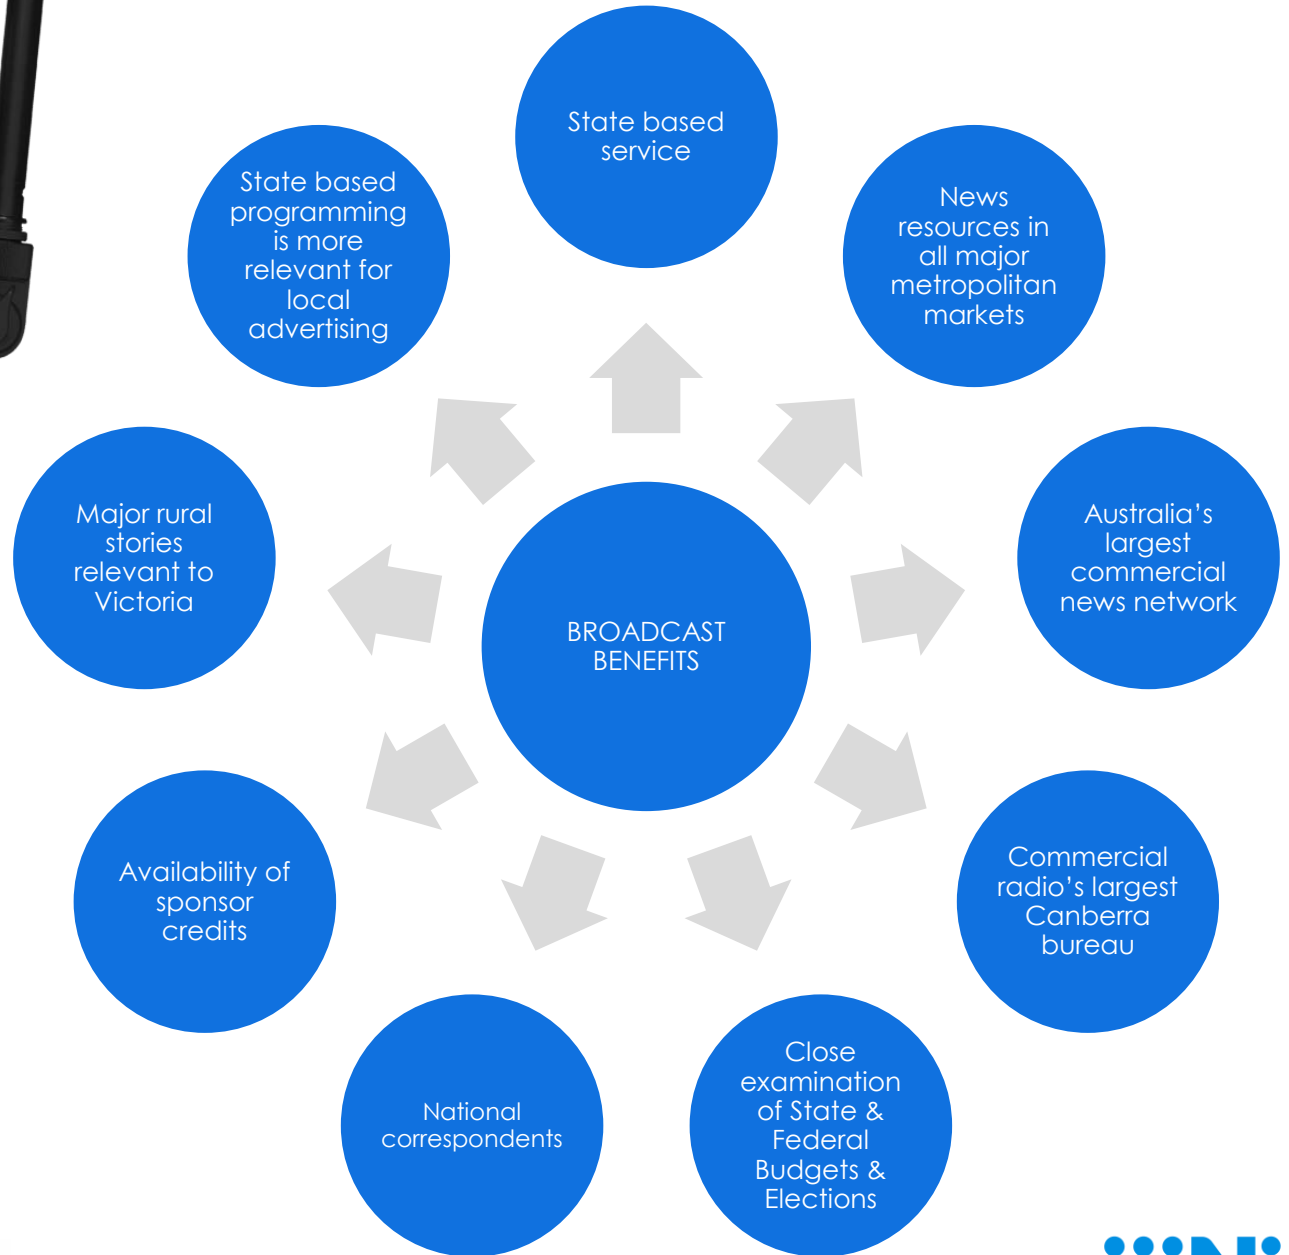 State based
service
News
resources in
all major
metropolitan
markets
Australia’s
largest
commercial
news network
Commercial
radio’s largest
Canberra
bureau
Close
examination
of State &
Federal
Budgets &
Elections
National
correspondents
Availability of
sponsor
credits
Major rural
stories
relevant to
Victoria
State based
programming
is more
relevant for
local
advertising
BROADCAST
BENEFITS